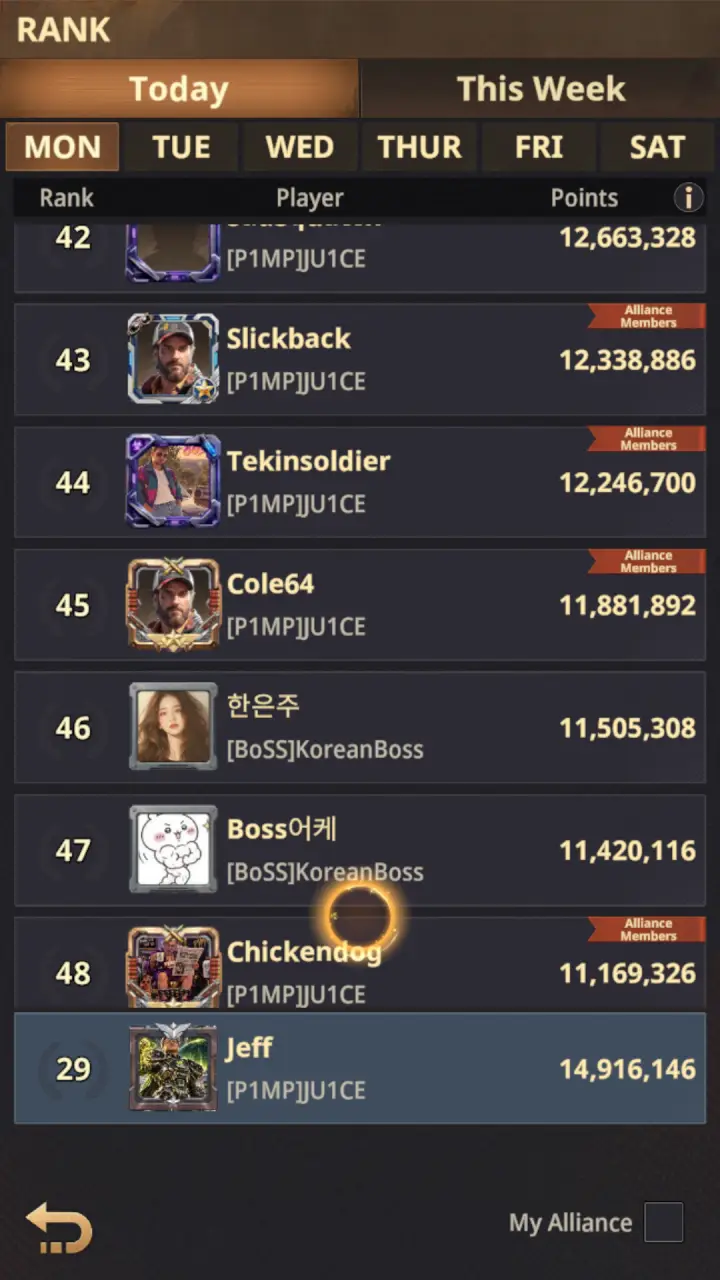 RANK
Today
This Week
MON
TUE
WED
THUR
FRI
SAT
Rank
Player
Points
i
42
[P1MP]JU1CE
12,663,328
Alliance
Members
43
Slickback
[P1MP]JU1CE
12,338,886
Alliance
Members
44
Tekinsoldier
[P1MP]JU1CE
12,246,700
Alliance
Members
45
Cole64
[P1MP]JU1CE
11,881,892
46
한은주
[BoSS]KoreanBoss
11,505,308
47
Boss어케
[BoSS]KoreanBoss
11,420,116
Alliance
Members
48
Chickendog
[P1MP]JU1CE
11,169,326
29
Jeff
[P1MP]JU1CE
14,916,146
My Alliance